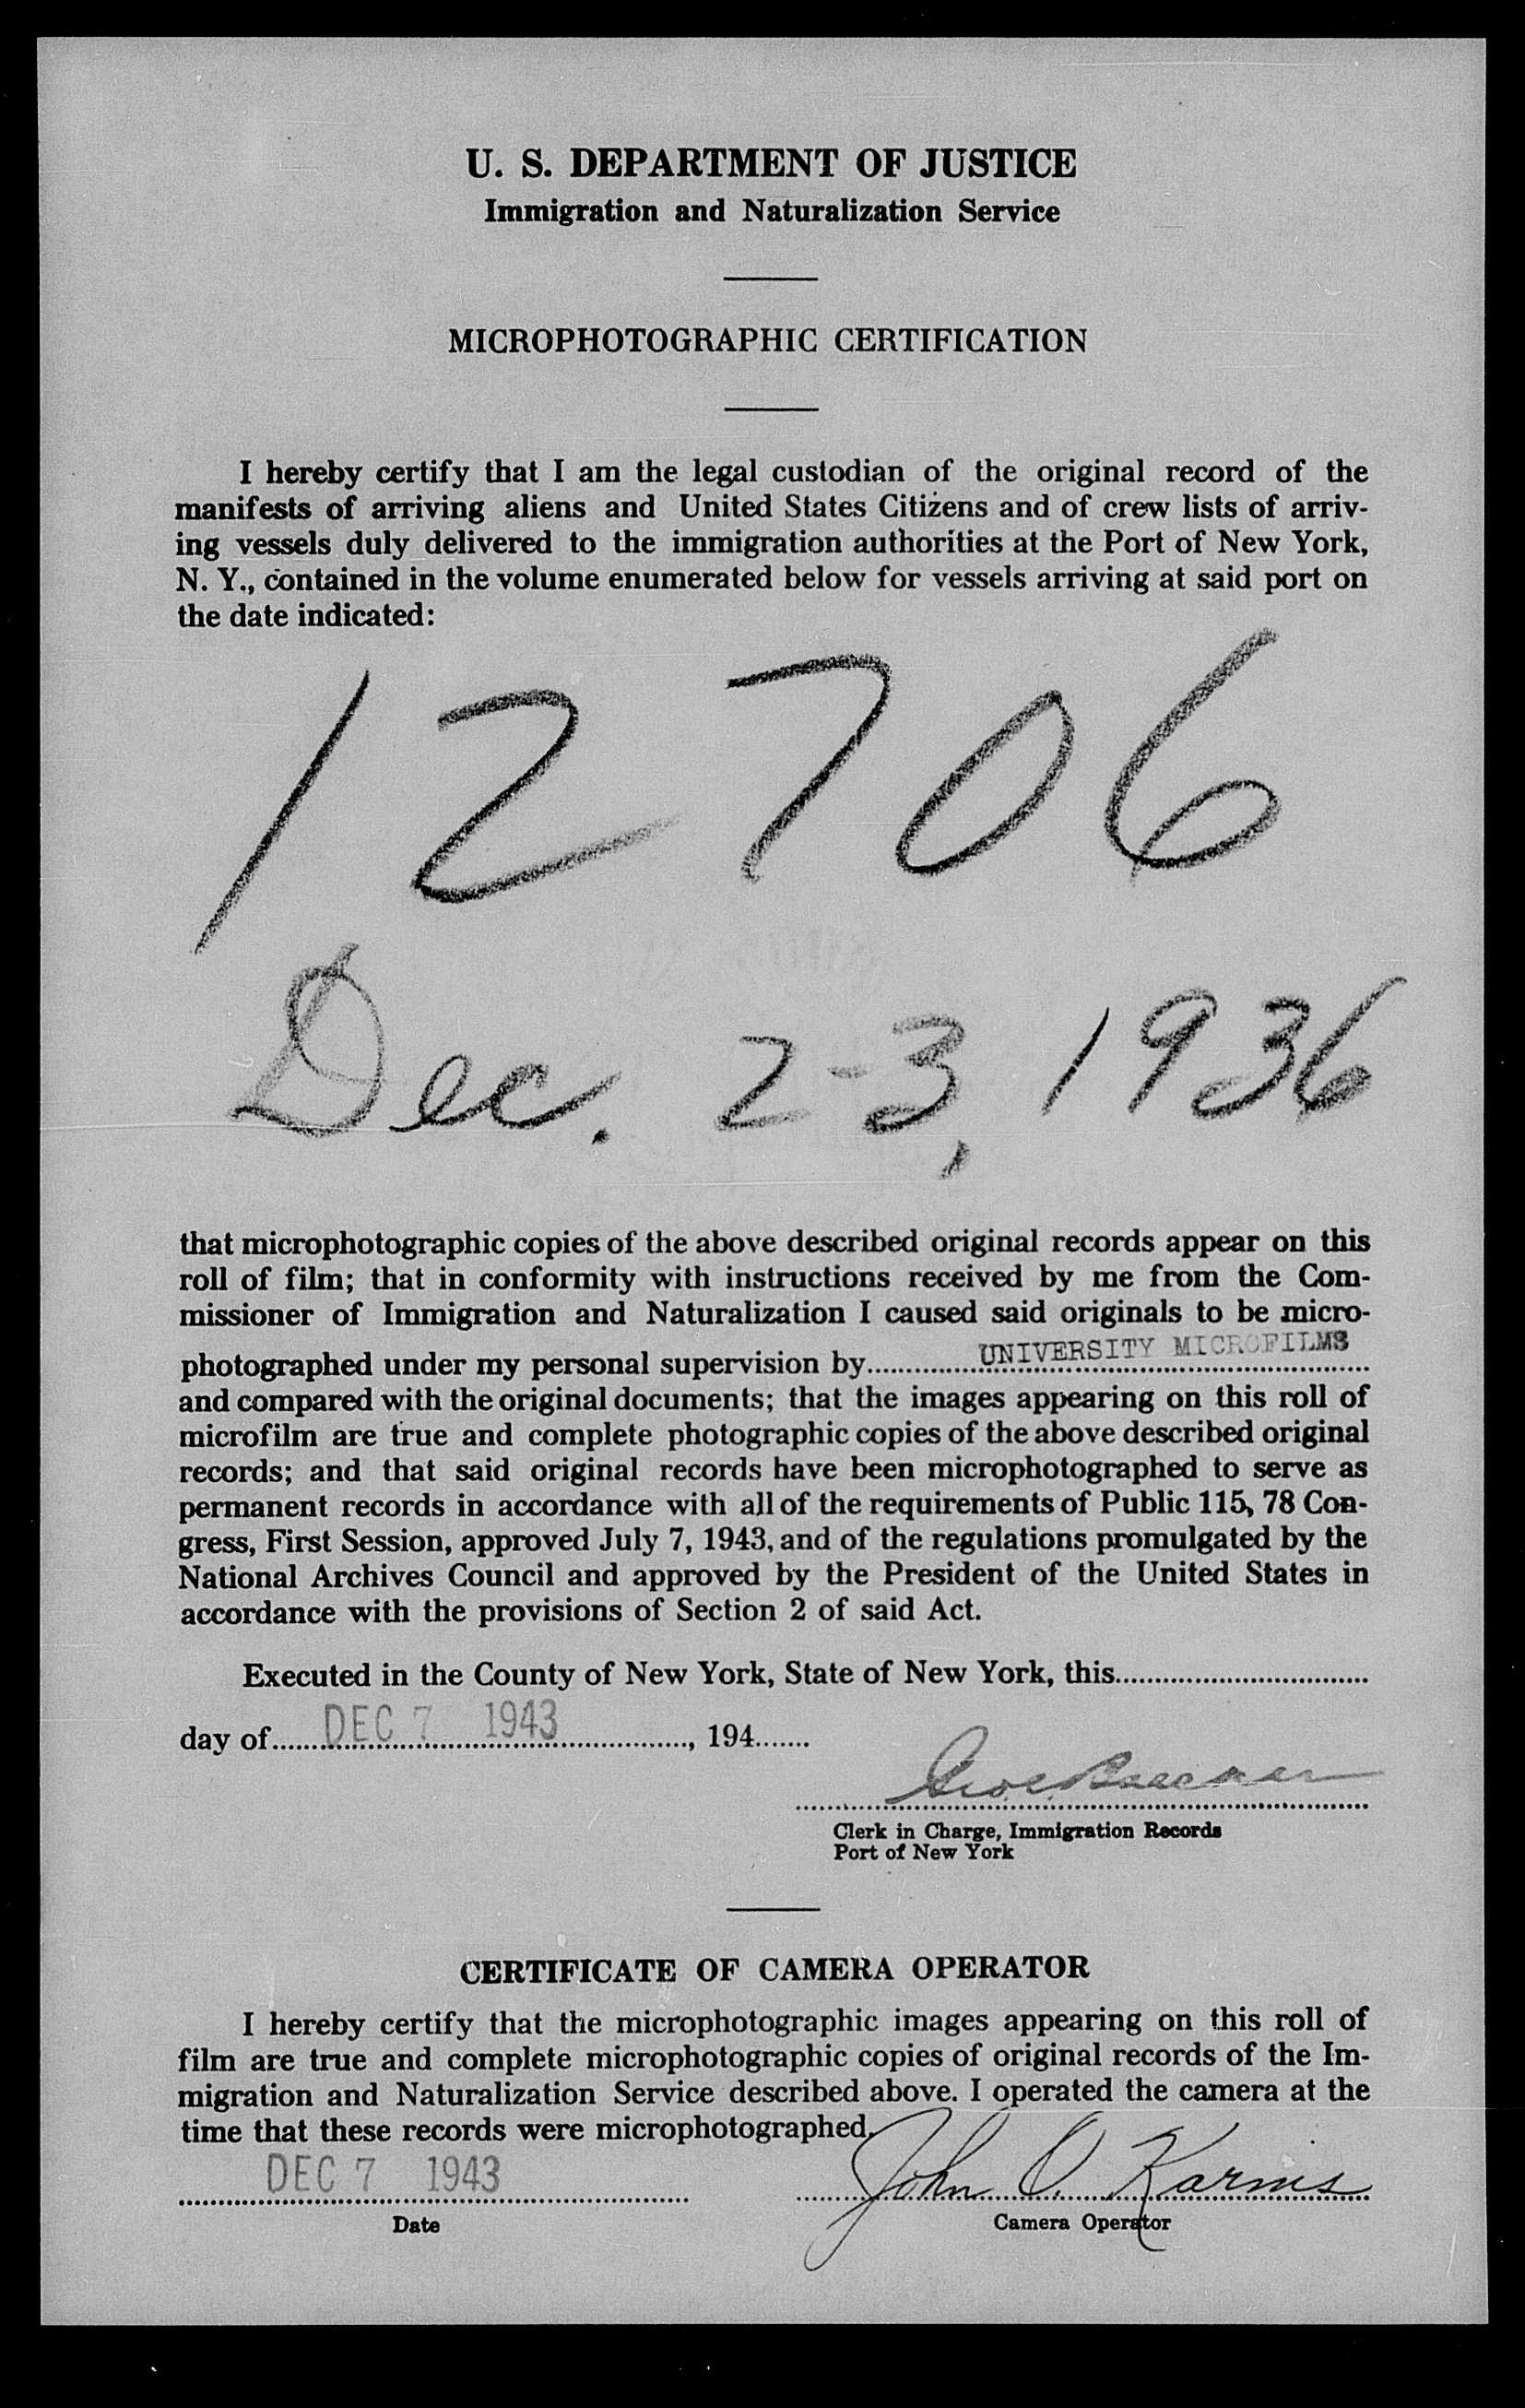 U. S. DEPARTMENT OF JUSTICE
Immigration and Naturalization Service
MICROPHOTOGRAPHIC CERTIFICATION
I hereby certify that I am the legal custodian of the original record of the
manifests of arriving aliens and United States Citizens and of crew lists of arriv-
ing vessels duly delivered to the immigration authorities at the Port of New York,
N. Y., contained in the volume enumerated below for vessels arriving at said port on
the date indicated:
12706
Dec. 2-3, 1936
that microphotographic copies of the above described original records appear on this
roll of film; that in conformity with instructions received by me from the Com-
missioner of Immigration and Naturalization I caused said originals to be micro-
photographed under my personal supervision by UNIVERSITY MICROFILMS
and compared with the original documents; that the images appearing on this roll of
microfilm are true and complete photographic copies of the above described original
records; and that said original records have been microphotographed to serve as
permanent records in accordance with all of the requirements of Public 115, 78 Con-
gress, First Session, approved July 7, 1943, and of the regulations promulgated by the
National Archives Council and approved by the President of the United States in
accordance with the provisions of Section 2 of said Act.
Executed in the County of New York, State of New York, this
day of DEC 7 1943, 194
Clerk in Charge, Immigration Records
Port of New York
CERTIFICATE OF CAMERA OPERATOR
I hereby certify that the microphotographic images appearing on this roll of
film are true and complete microphotographic copies of original records of the Im-
migration and Naturalization Service described above. I operated the camera at the
time that these records were microphotographed.
DEC 7 1943 John O. Karnis
Date Camera Operator